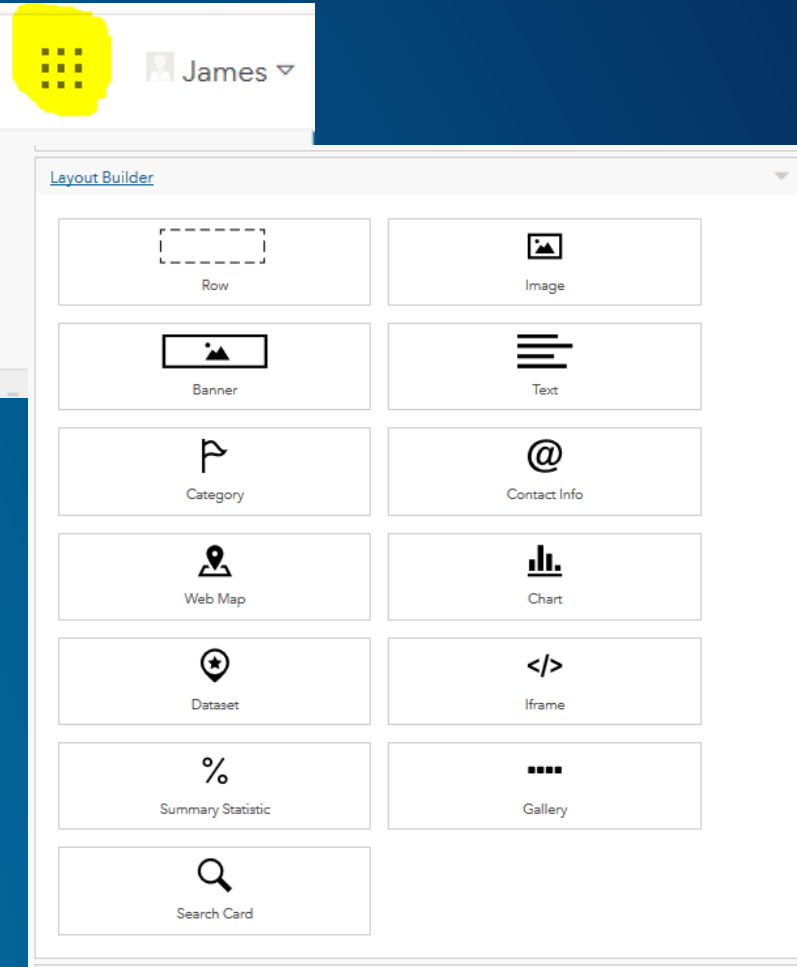 James
Layout Builder
Row
Image
Banner
Text
Category
@
Contact Info
Web Map
Chart
Dataset
</>
Iframe
%
Summary Statistic
Gallery
Search Card